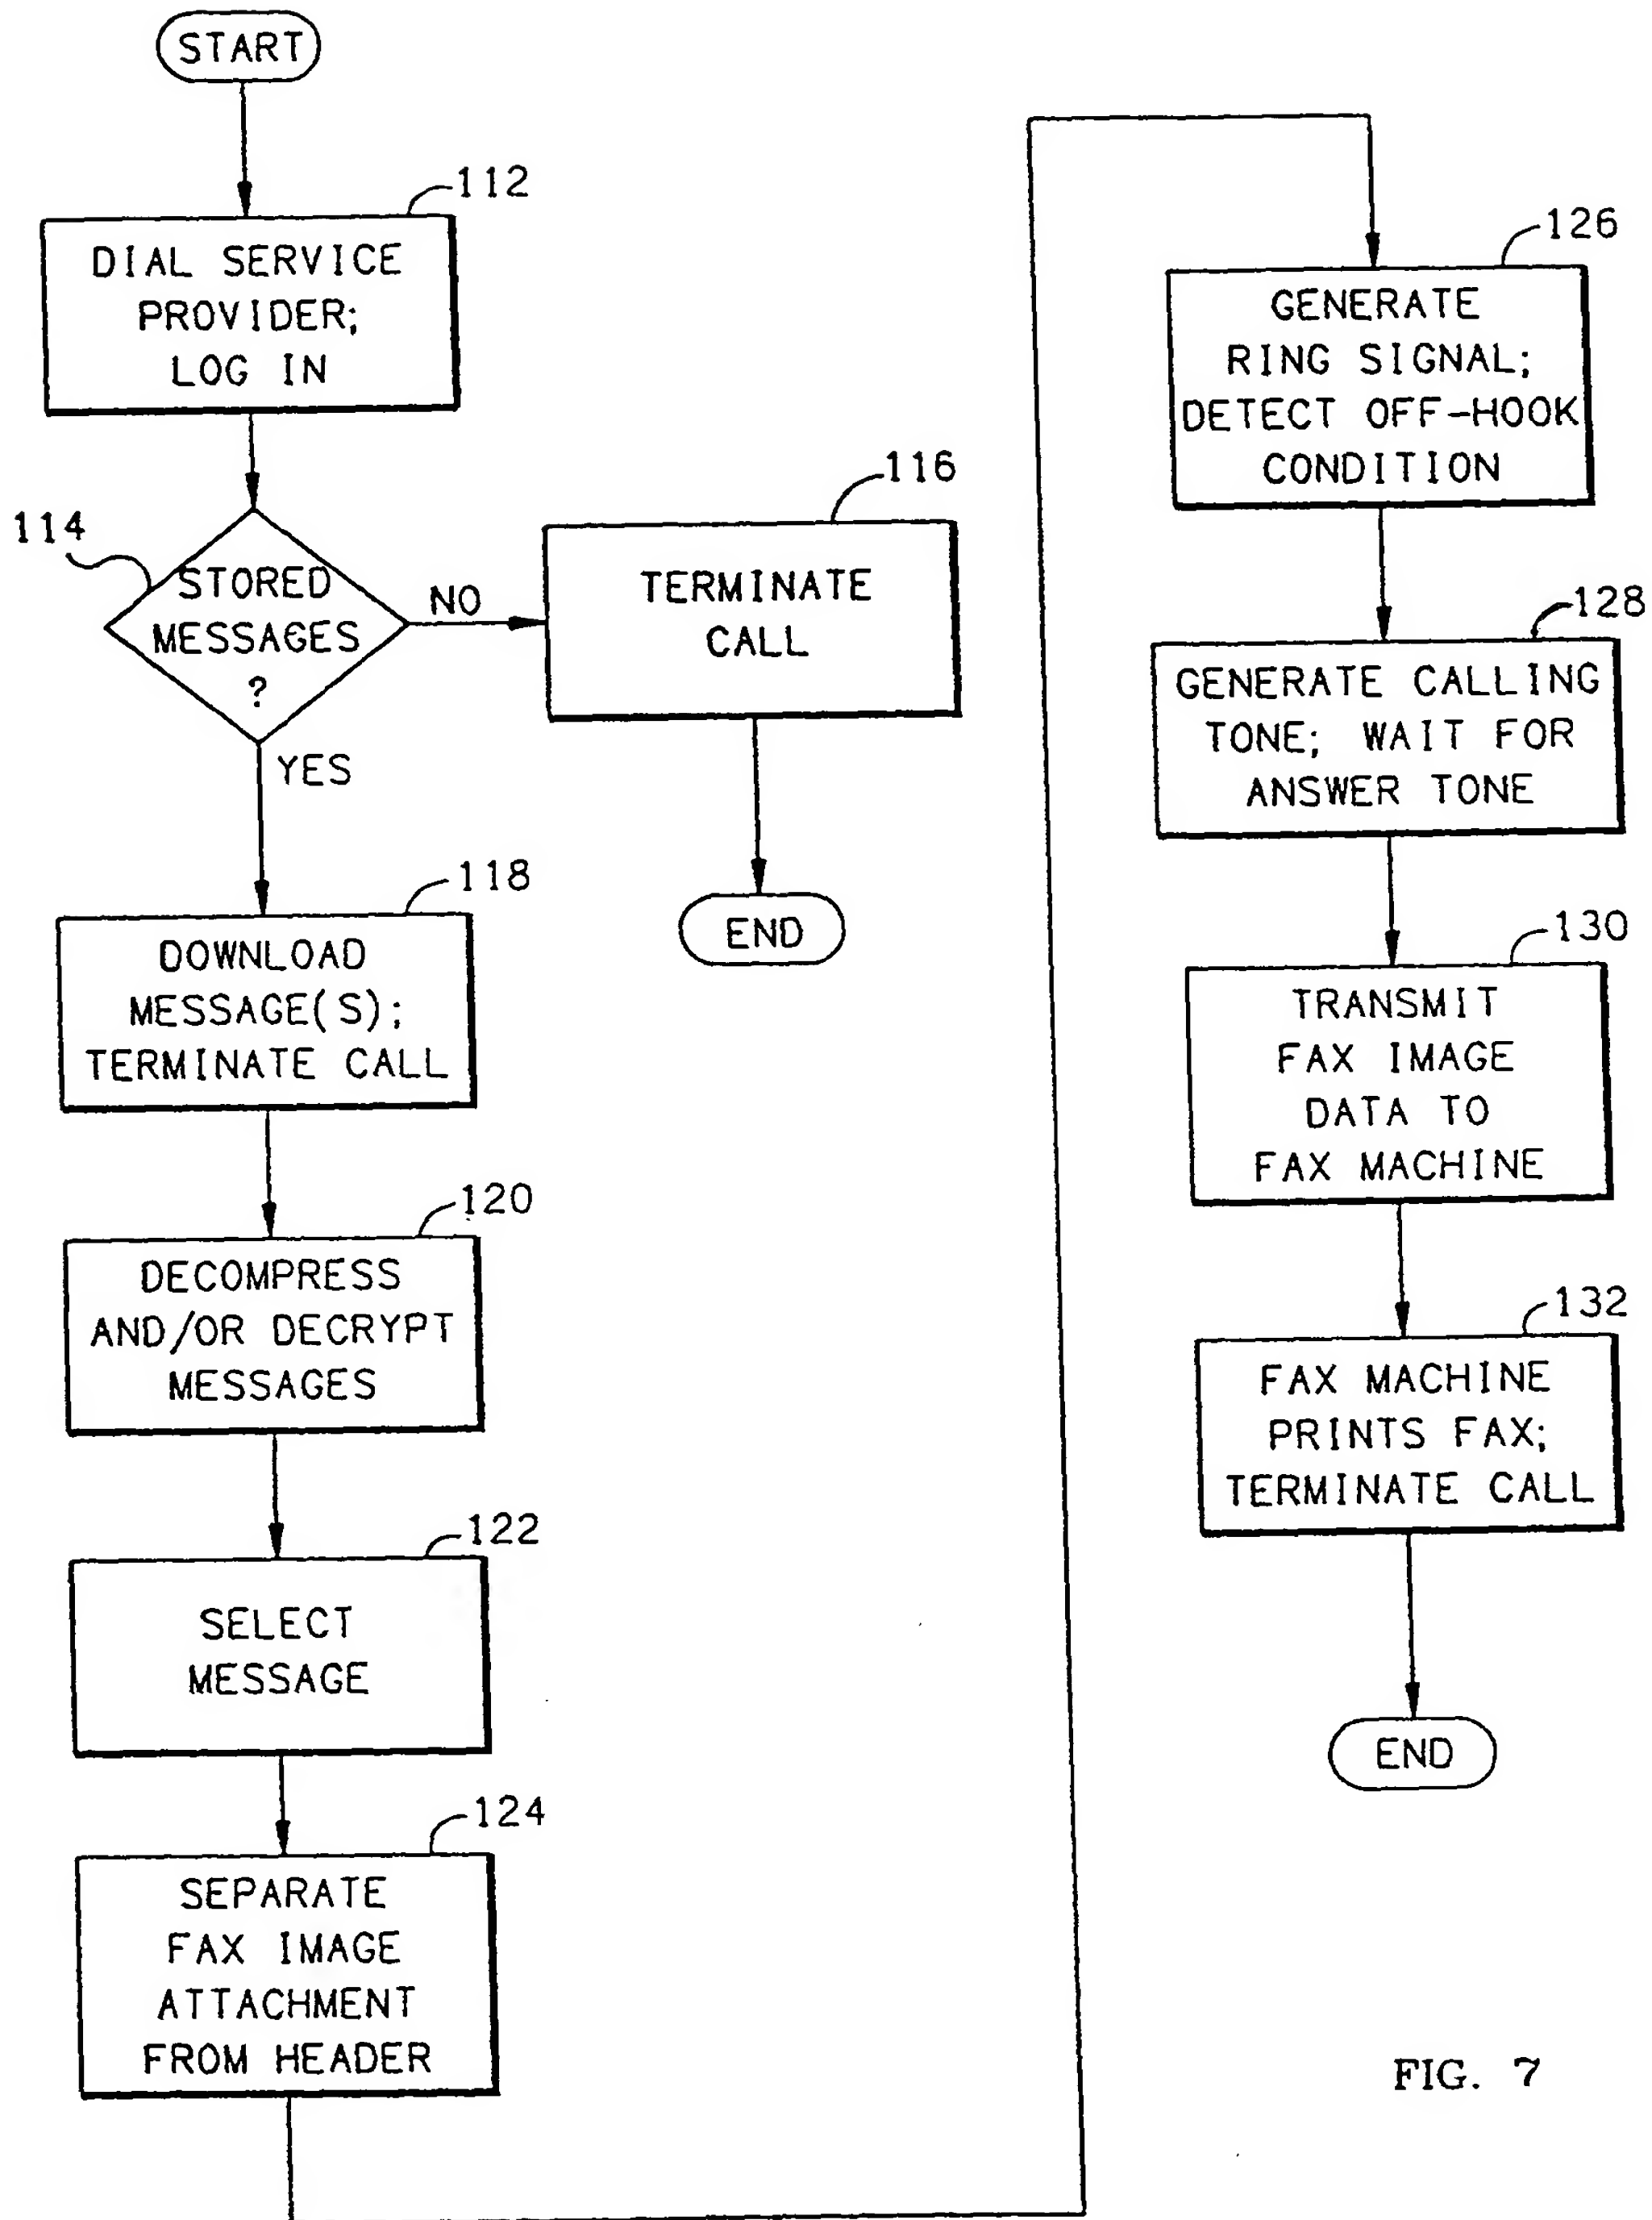 START
112
DIAL SERVICE
PROVIDER;
LOG IN
114
STORED
MESSAGES
?
NO
YES
116
TERMINATE
CALL
END
118
DOWNLOAD
MESSAGE(S);
TERMINATE CALL
120
DECOMPRESS
AND/OR DECRYPT
MESSAGES
122
SELECT
MESSAGE
124
SEPARATE
FAX IMAGE
ATTACHMENT
FROM HEADER
126
GENERATE
RING SIGNAL;
DETECT OFF-HOOK
CONDITION
128
GENERATE CALLING
TONE; WAIT FOR
ANSWER TONE
130
TRANSMIT
FAX IMAGE
DATA TO
FAX MACHINE
132
FAX MACHINE
PRINTS FAX;
TERMINATE CALL
END
FIG. 7